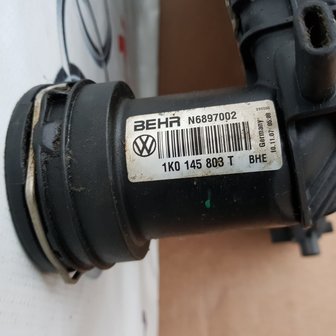 BEHR N6897002
1K0 145 803 T BHE
Germany